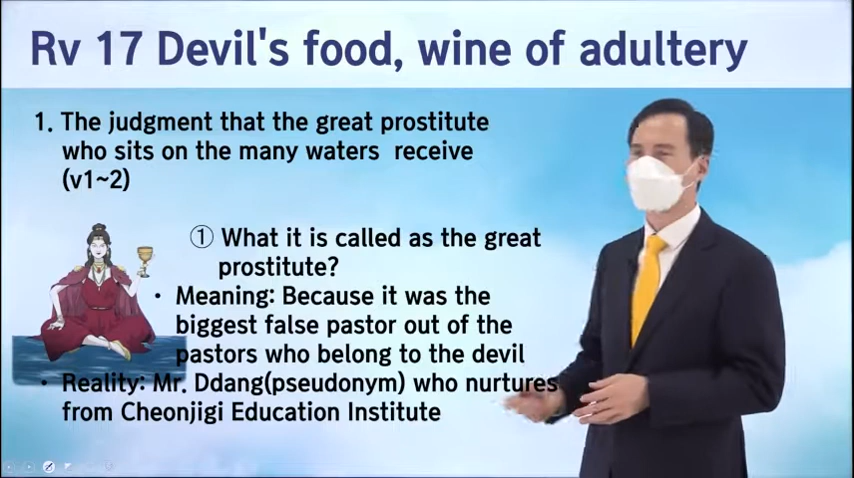 Rv 17 Devil's food, wine of adultery
1. The judgment that the great prostitute
who sits on the many waters receive
(v1~2)
① What it is called as the great
prostitute?
• Meaning: Because it was the
biggest false pastor out of the
pastors who belong to the devil
• Reality: Mr. Ddang(pseudonym) who nurtures
from Cheonjigi Education Institute